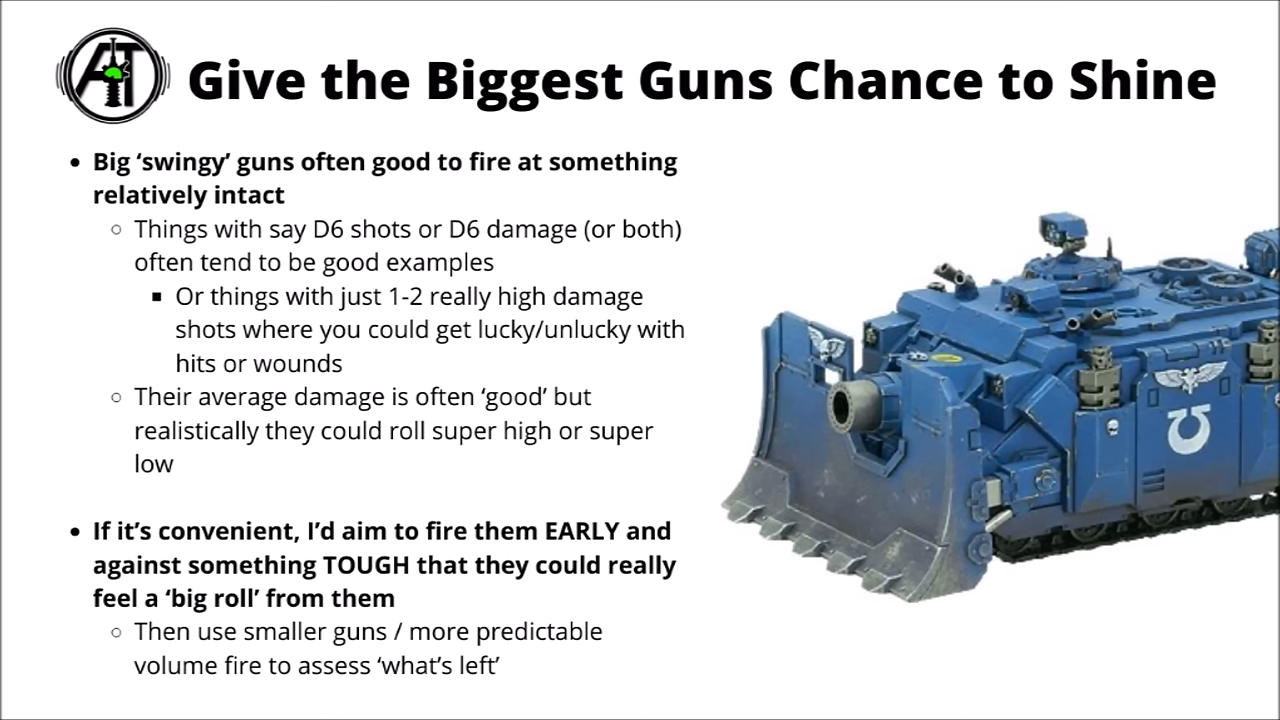 AT
Give the Biggest Guns Chance to Shine
• Big ‘swingy’ guns often good to fire at something
relatively intact
○ Things with say D6 shots or D6 damage (or both)
often tend to be good examples
▪ Or things with just 1-2 really high damage
shots where you could get lucky/unlucky with
hits or wounds
○ Their average damage is often ‘good’ but
realistically they could roll super high or super
low
• If it’s convenient, I’d aim to fire them EARLY and
against something TOUGH that they could really
feel a ‘big roll’ from them
○ Then use smaller guns / more predictable
volume fire to assess ‘what’s left’